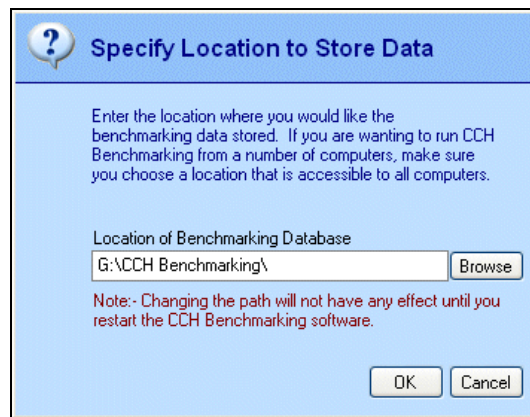 Specify Location to Store Data
Enter the location where you would like the
benchmarking data stored. If you are wanting to run CCH
Benchmarking from a number of computers, make sure
you choose a location that is accessible to all computers.
Location of Benchmarking Database
G:\CCH Benchmarking\
Browse
Note:- Changing the path will not have any effect until you
restart the CCH Benchmarking software.
OK
Cancel